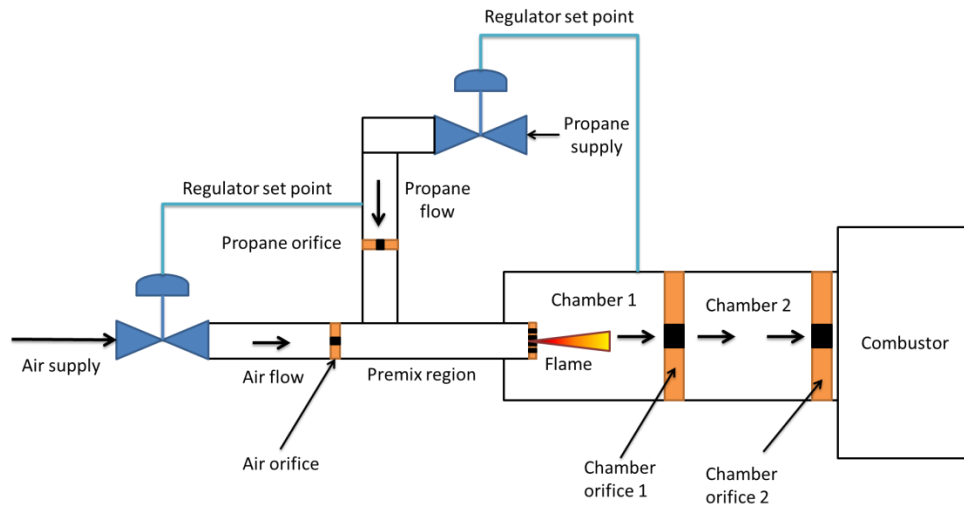 Regulator set point
Propane
supply
Regulator set point
Propane
flow
Propane orifice
Chamber 1
Chamber 2
Combustor
Air supply
Air flow
Premix region
Flame
Air orifice
Chamber
orifice 1
Chamber
orifice 2